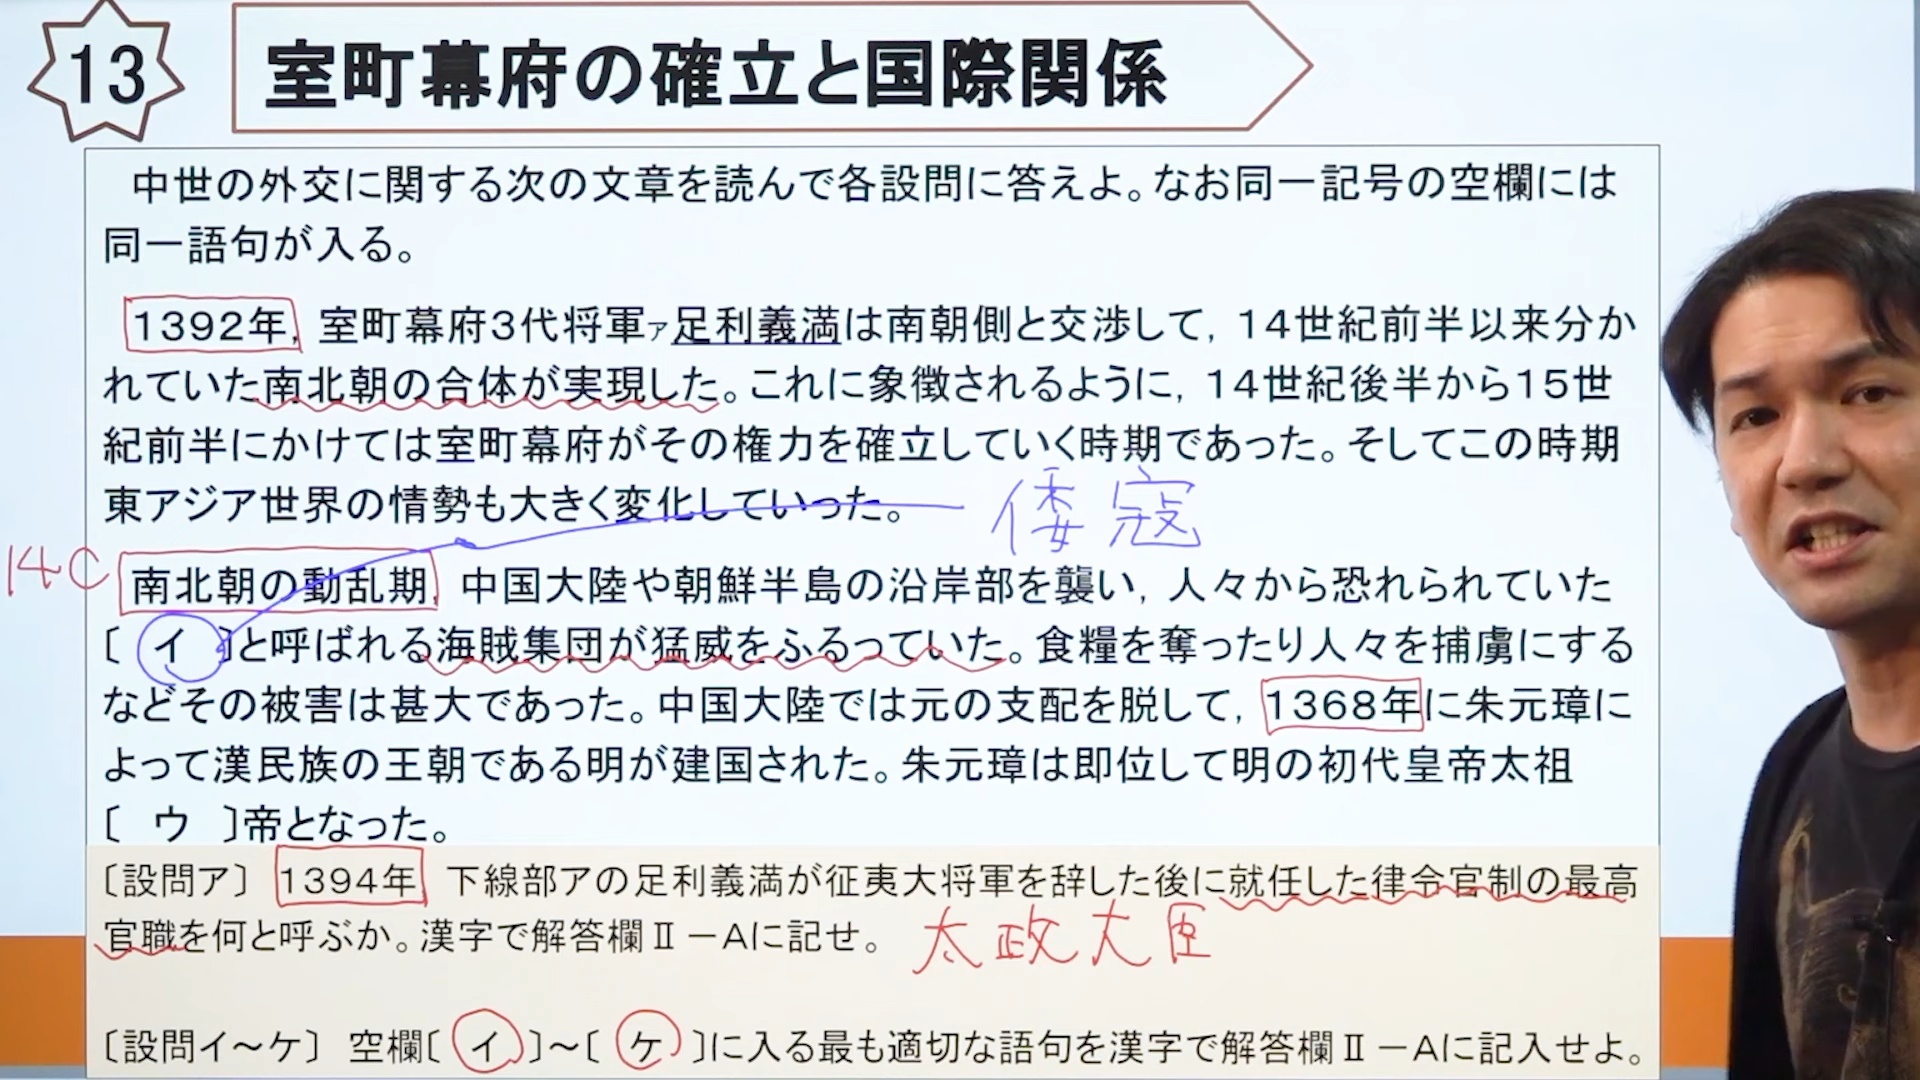 13
室町幕府の確立と国際関係
中世の外交に関する次の文章を読んで各設問に答えよ。なお同一記号の空欄には
同一語句が入る。
1392年，室町幕府3代将軍ア足利義満は南朝側と交渉して，14世紀前半以来分か
れていた南北朝の合体が実現した。これに象徴されるように，14世紀後半から15世
紀前半にかけては室町幕府がその権力を確立していく時期であった。そしてこの時期
東アジア世界の情勢も大きく変化していった。
倭寇
14C
南北朝の動乱期，中国大陸や朝鮮半島の沿岸部を襲い，人々から恐れられていた
〔 イ 〕と呼ばれる海賊集団が猛威をふるっていた。食糧を奪ったり人々を捕虜にする
などその被害は甚大であった。中国大陸では元の支配を脱して，1368年に朱元璋に
よって漢民族の王朝である明が建国された。朱元璋は即位して明の初代皇帝太祖
〔 ウ 〕帝となった。
〔設問ア〕 1394年 下線部アの足利義満が征夷大将軍を辞した後に就任した律令官制の最高
官職を何と呼ぶか。漢字で解答欄Ⅱ－Aに記せ。
太政大臣
〔設問イ～ケ〕 空欄〔 イ 〕～〔 ケ 〕に入る最も適切な語句を漢字で解答欄Ⅱ－Aに記入せよ。